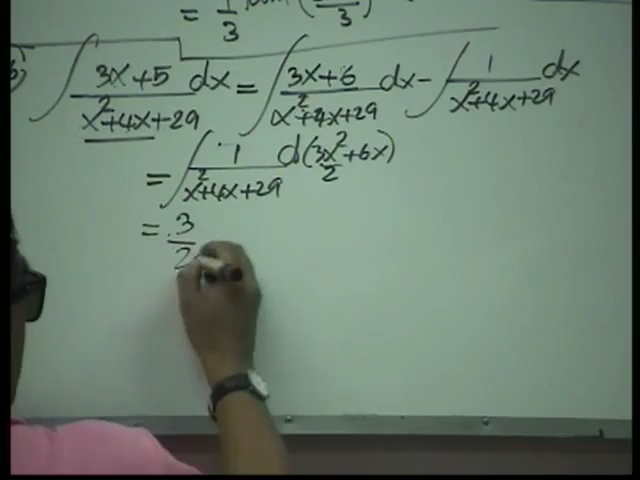 = 1/3 (/3)
∫ 3x+5/x²+4x+29 dx = ∫ 3x+6/x²+4x+29 dx - ∫ 1/x²+4x+29 dx
= ∫ 1/x²+4x+29 d(3x²/2+6x)
= 3/2